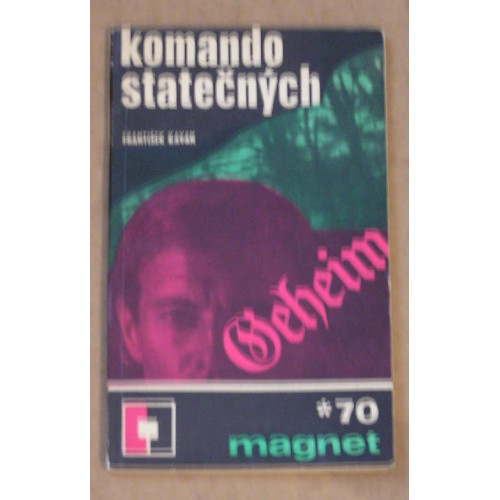 komando
statečných
FRANTIŠEK KAVAN
Geheim
*70
magnet